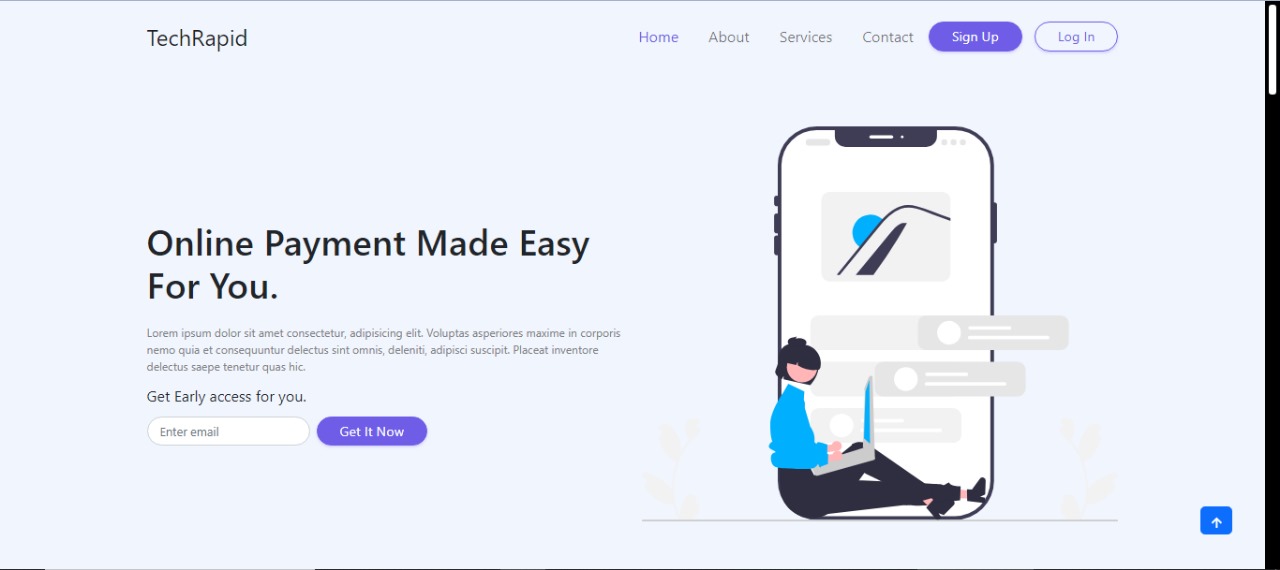 TechRapid
Home
About
Services
Contact
Sign Up
Log In
Online Payment Made Easy
For You.
Lorem ipsum dolor sit amet consectetur, adipisicing elit. Voluptas asperiores maxime in corporis
nemo quia et consequuntur delectus sint omnis, deleniti, adipisci suscipit. Placeat inventore
delectus saepe tenetur quas hic.
Get Early access for you.
Enter email
Get It Now